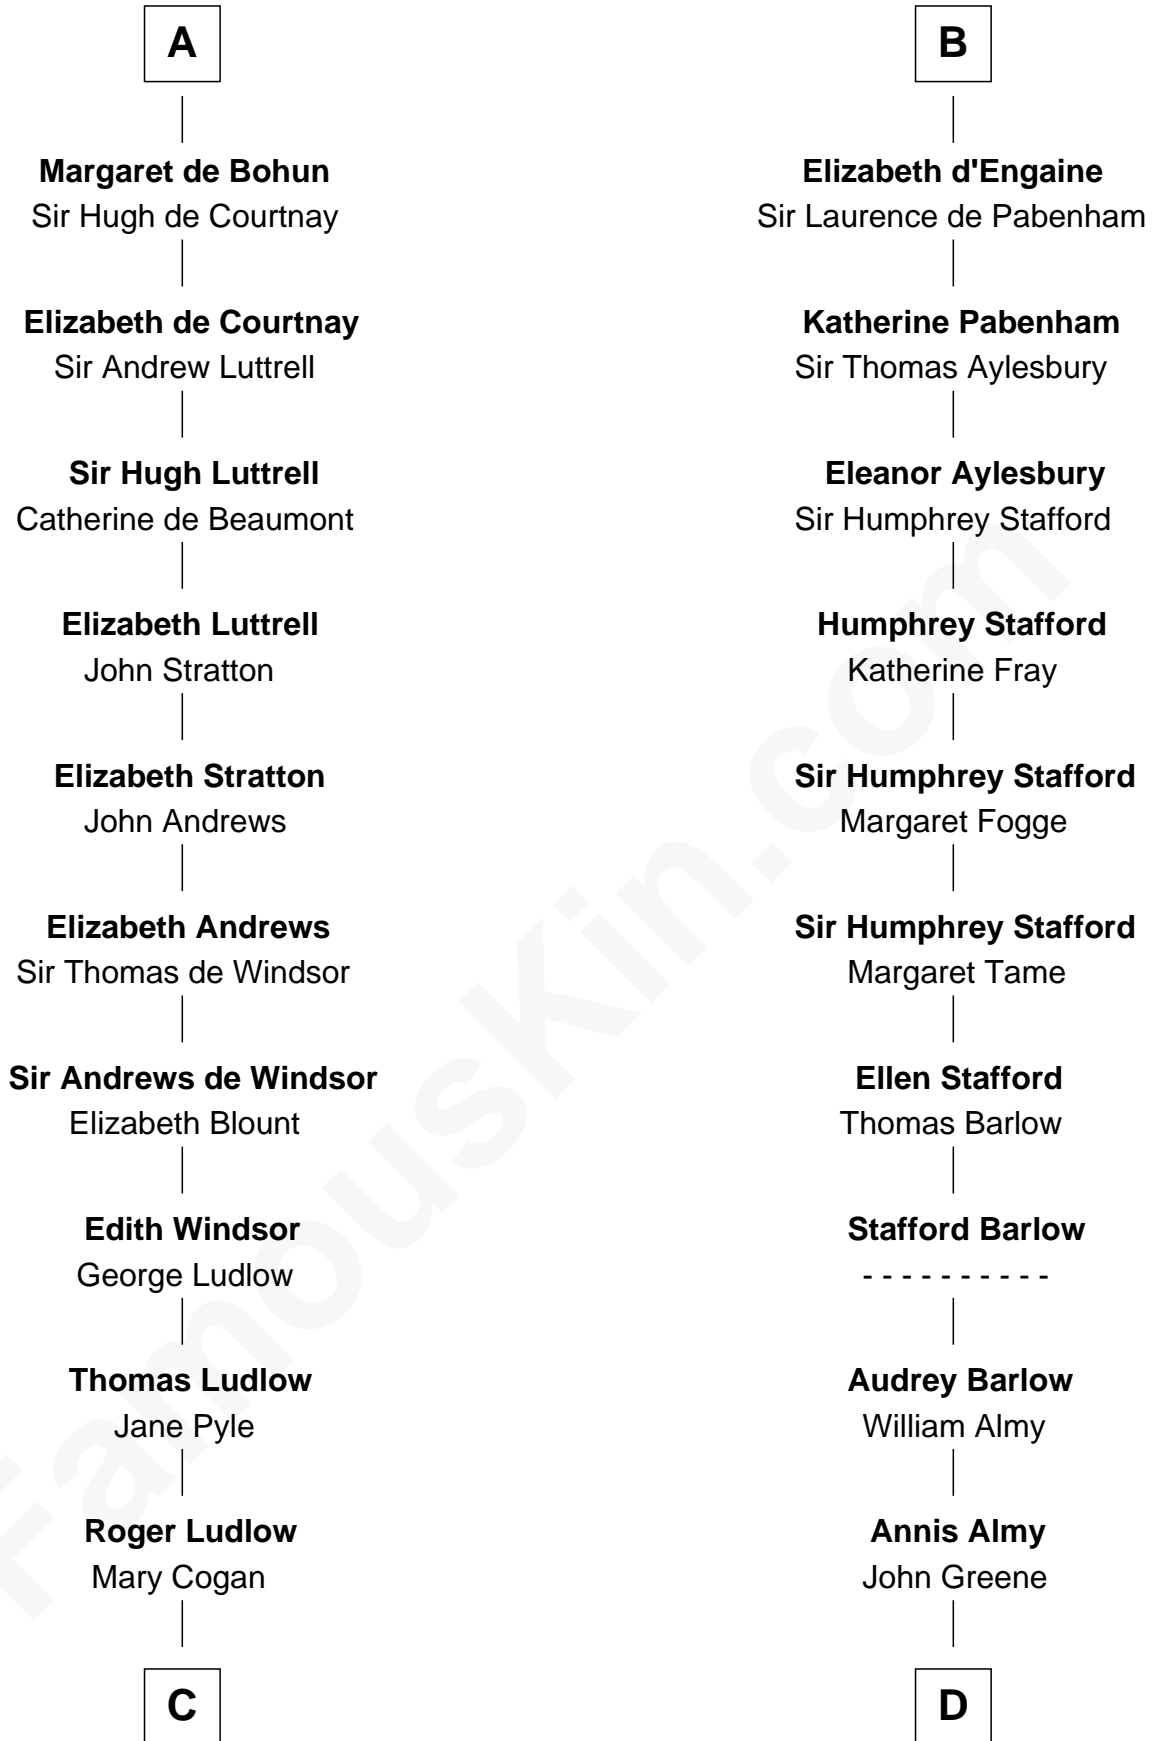 A
Margaret de Bohun
Sir Hugh de Courtnay
Elizabeth de Courtnay
Sir Andrew Luttrell
Sir Hugh Luttrell
Catherine de Beaumont
Elizabeth Luttrell
John Stratton
Elizabeth Stratton
John Andrews
Elizabeth Andrews
Sir Thomas de Windsor
Sir Andrews de Windsor
Elizabeth Blount
Edith Windsor
George Ludlow
Thomas Ludlow
Jane Pyle
Roger Ludlow
Mary Cogan
C
B
Elizabeth d'Engaine
Sir Laurence de Pabenham
Katherine Pabenham
Sir Thomas Aylesbury
Eleanor Aylesbury
Sir Humphrey Stafford
Humphrey Stafford
Katherine Fray
Sir Humphrey Stafford
Margaret Fogge
Sir Humphrey Stafford
Margaret Tame
Ellen Stafford
Thomas Barlow
Stafford Barlow
- - - - - - - - - -
Audrey Barlow
William Almy
Annis Almy
John Greene
D
FamousKin.com